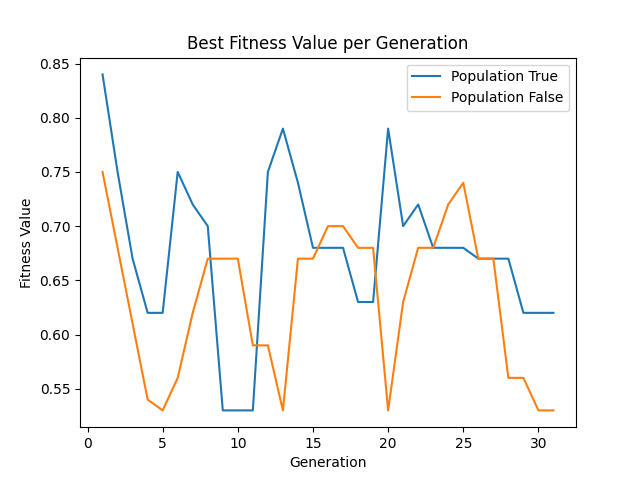 Best Fitness Value per Generation
Population True
Population False
Fitness Value
0.85
0.80
0.75
0.70
0.65
0.60
0.55
0
5
10
15
20
25
30
Generation